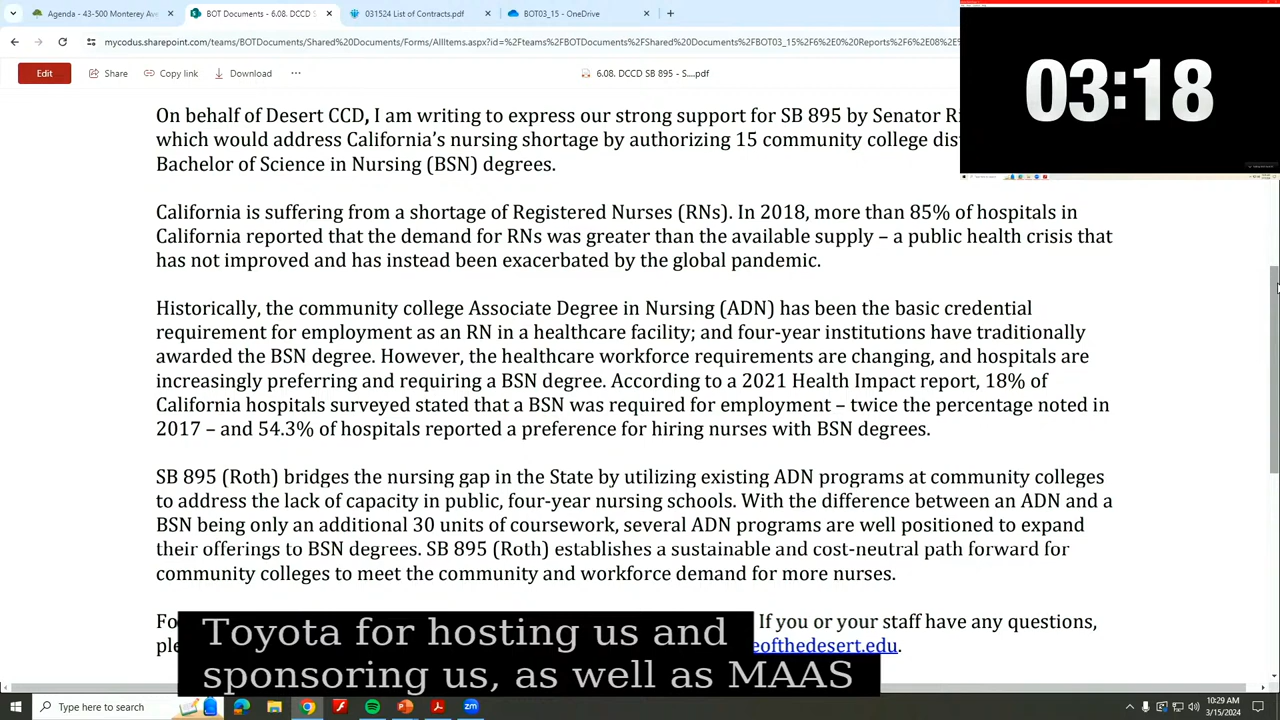 Agenda - 43-500 Monterey Aw
BOT Document 6.08. DCCD S
031524 List of Contracts.pdf
BOT03_15 - OneDrive
mycodus.sharepoint.com/teams/BOTDocuments/Shared%20Documents/Forms/AllItems.aspx?id=%2Fteams%2FBOTDocuments%2FShared%20Documents%2FBOT03_15%2F6%2E0%20Reports%2F6%2E08%2E
03:18
Edit
Share
Copy link
Download
6.08. DCCD SB 895 - S....pdf
On behalf of Desert CCD, I am writing to express our strong support for SB 895 by Senator Ri
which would address California's nursing shortage by authorizing 15 community college dis
Bachelor of Science in Nursing (BSN) degrees.
California is suffering from a shortage of Registered Nurses (RNs). In 2018, more than 85% of hospitals in
California reported that the demand for RNs was greater than the available supply – a public health crisis that
has not improved and has instead been exacerbated by the global pandemic.
Historically, the community college Associate Degree in Nursing (ADN) has been the basic credential
requirement for employment as an RN in a healthcare facility; and four-year institutions have traditionally
awarded the BSN degree. However, the healthcare workforce requirements are changing, and hospitals are
increasingly preferring and requiring a BSN degree. According to a 2021 Health Impact report, 18% of
California hospitals surveyed stated that a BSN was required for employment – twice the percentage noted in
2017 – and 54.3% of hospitals reported a preference for hiring nurses with BSN degrees.
SB 895 (Roth) bridges the nursing gap in the State by utilizing existing ADN programs at community colleges
to address the lack of capacity in public, four-year nursing schools. With the difference between an ADN and a
BSN being only an additional 30 units of coursework, several ADN programs are well positioned to expand
their offerings to BSN degrees. SB 895 (Roth) establishes a sustainable and cost-neutral path forward for
community colleges to meet the community and workforce demand for more nurses.
Fo If you or your staff have any questions,
ple eofthedesert.edu.
Toyota for hosting us and
sponsoring us, as well as MAAS
Type here to search
10:29 AM
3/15/2024